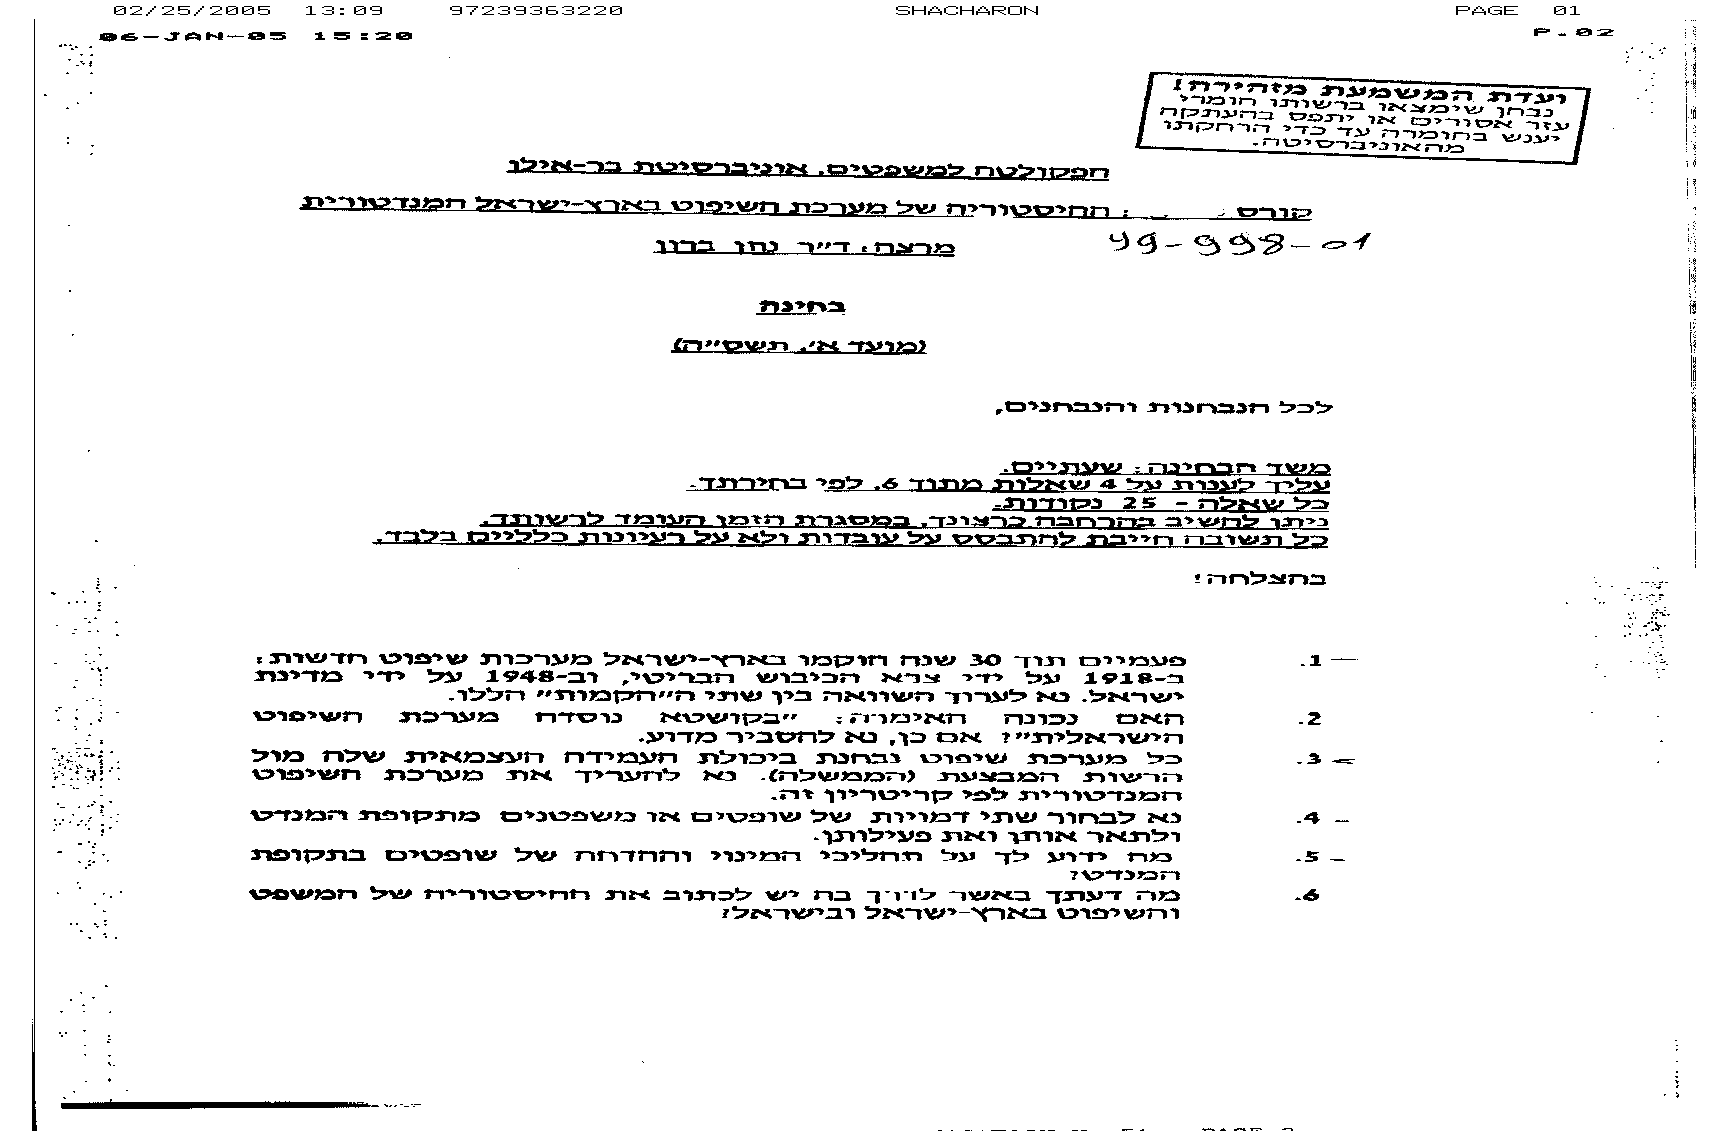 02/25/2005 13:09 97239363220 SHACHARON PAGE 01
06-JAN-05 15:20 P.02
ועדת המשמעת מזהירה!
נבחן שימצאו ברשותו חומרי
עזר אסורים או יתפס בהעתקה
יענש בחומרה עד כדי הרחקתו
מהאוניברסיטה.
הפקולטה למשפטים, אוניברסיטת בר-אילן
קורס : ההיסטוריה של מערכת השיפוט בארץ-ישראל המנדטורית
99-998-01
מרצה: ד״ר נתן ברון
בחינה
(מועד א׳, תשס״ה)
לכל הנבחנות והנבחנים,
משך הבחינה: שעתיים.
עליך לענות על 4 שאלות מתוך 6, לפי בחירתך.
כל שאלה - 25 נקודות.
ניתן להשיב בהרחבה כרצונך, במסגרת הזמן העומד לרשותך.
כל תשובה חייבת להתבסס על עובדות ולא על רעיונות כלליים בלבד.
בהצלחה!
1. פעמיים תוך 30 שנה הוקמו בארץ-ישראל מערכות שיפוט חדשות:
ב-1918 על ידי צבא הכיבוש הבריטי, וב-1948 על ידי מדינת
ישראל. נא לערוך השוואה בין שתי ה״הקמות״ הללו.
2. האם נכונה האימרה: ״בקושטא נוסדה מערכת השיפוט
הישראלית״? אם כן, נא להסביר מדוע.
3. כל מערכת שיפוט נבחנת ביכולת העמידה העצמאית שלה מול
הרשות המבצעת (הממשלה). נא להעריך את מערכת השיפוט
המנדטורית לפי קריטריון זה.
4. נא לבחור שתי דמויות של שופטים או משפטנים מתקופת המנדט
ולתאר אותן ואת פעילותן.
5. מה ידוע לך על תהליכי המינוי וההדחה של שופטים בתקופת
המנדט?
6. מה דעתך באשר לדרך בה יש לכתוב את ההיסטוריה של המשפט
והשיפוט בארץ-ישראל ובישראל?